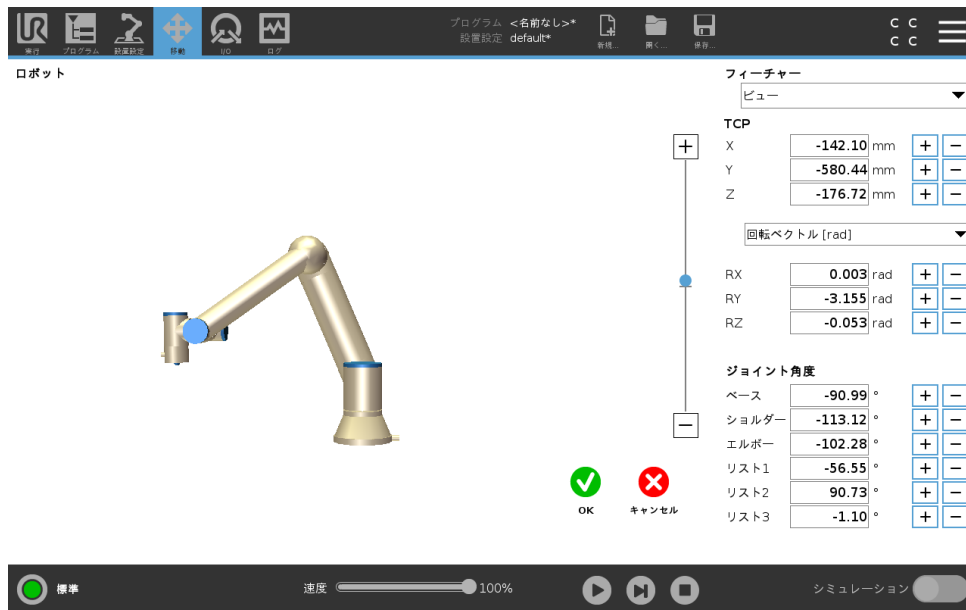 UR
実行 プログラム 設置設定 移動 I/O ログ
プログラム <名前なし>*
設置設定 default*
新規... 開く... 保存...
C C
C C
ロボット
フィーチャー
ビュー
TCP
X -142.10 mm + −
Y -580.44 mm + −
Z -176.72 mm + −
回転ベクトル [rad]
RX 0.003 rad + −
RY -3.155 rad + −
RZ -0.053 rad + −
ジョイント角度
ベース -90.99 ° + −
ショルダー -113.12 ° + −
エルボー -102.28 ° + −
リスト1 -56.55 ° + −
リスト2 90.73 ° + −
リスト3 -1.10 ° + −
+
−
OK キャンセル
標準
速度 100%
シミュレーション